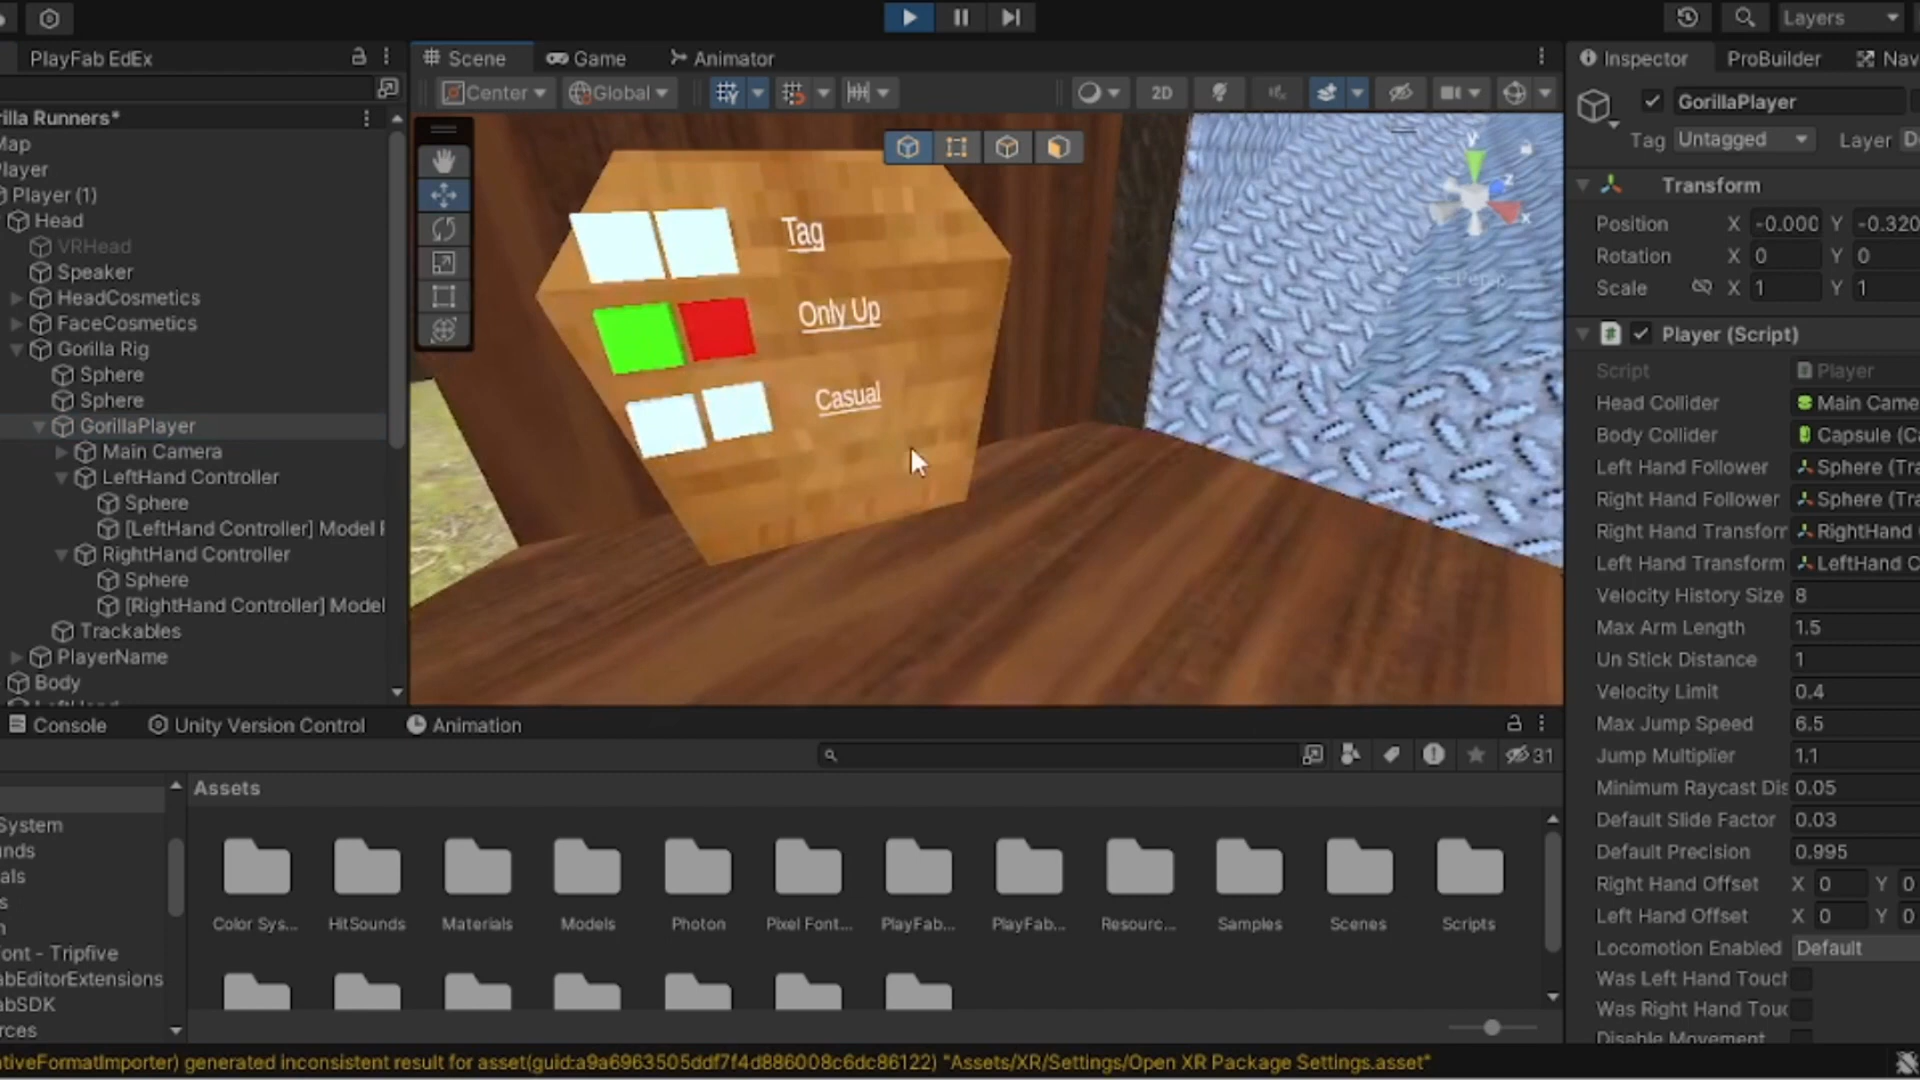 Layers
PlayFab EdEx
Scene
Game
Animator
Inspector
ProBuilder
Nav
Center
Global
2D
GorillaPlayer
Tag
Untagged
Layer
rilla Runners*
Map
Player
Player (1)
Head
VRHead
Speaker
HeadCosmetics
FaceCosmetics
Gorilla Rig
Sphere
Sphere
GorillaPlayer
Main Camera
LeftHand Controller
Sphere
[LeftHand Controller] Model
RightHand Controller
Sphere
[RightHand Controller] Model
Trackables
PlayerName
Body
Tag
Only Up
Casual
y
z
x
Persp
Transform
Position X -0.000 Y -0.320
Rotation X 0 Y 0
Scale X 1 Y 1
Player (Script)
Script Player
Head Collider Main Came
Body Collider Capsule (Ca
Left Hand Follower Sphere (Tra
Right Hand Follower Sphere (Tra
Right Hand Transforr RightHand
Left Hand Transform LeftHand C
Velocity History Size 8
Max Arm Length 1.5
Un Stick Distance 1
Velocity Limit 0.4
Max Jump Speed 6.5
Jump Multiplier 1.1
Minimum Raycast Dis 0.05
Default Slide Factor 0.03
Default Precision 0.995
Right Hand Offset X 0 Y 0
Left Hand Offset X 0 Y 0
Locomotion Enabled Default
Was Left Hand Touch
Was Right Hand Touc
Disable Movement
Console
Unity Version Control
Animation
31
Assets
System
unds
als
s
n
ont - Tripfive
abEditorExtensions
abSDK
rces
Color Sys...
HitSounds
Materials
Models
Photon
Pixel Font...
PlayFab...
PlayFab...
Resourc...
Samples
Scenes
Scripts
ativeFormatImporter) generated inconsistent result for asset(guid:a9a6963505ddf7f4d886008c6dc86122) "Assets/XR/Settings/Open XR Package Settings.asset"